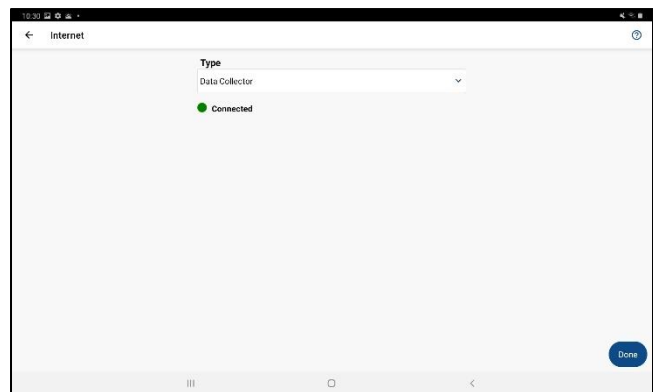 10:30
Internet
Type
Data Collector
Connected
Done